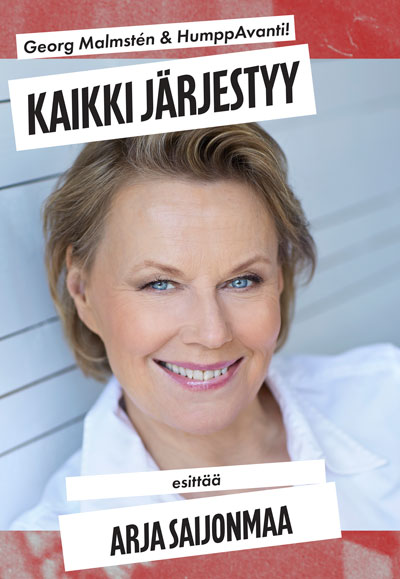 Georg Malmstén & HumppAvanti!
KAIKKI JÄRJESTYY
esittää
ARJA SAIJONMAA